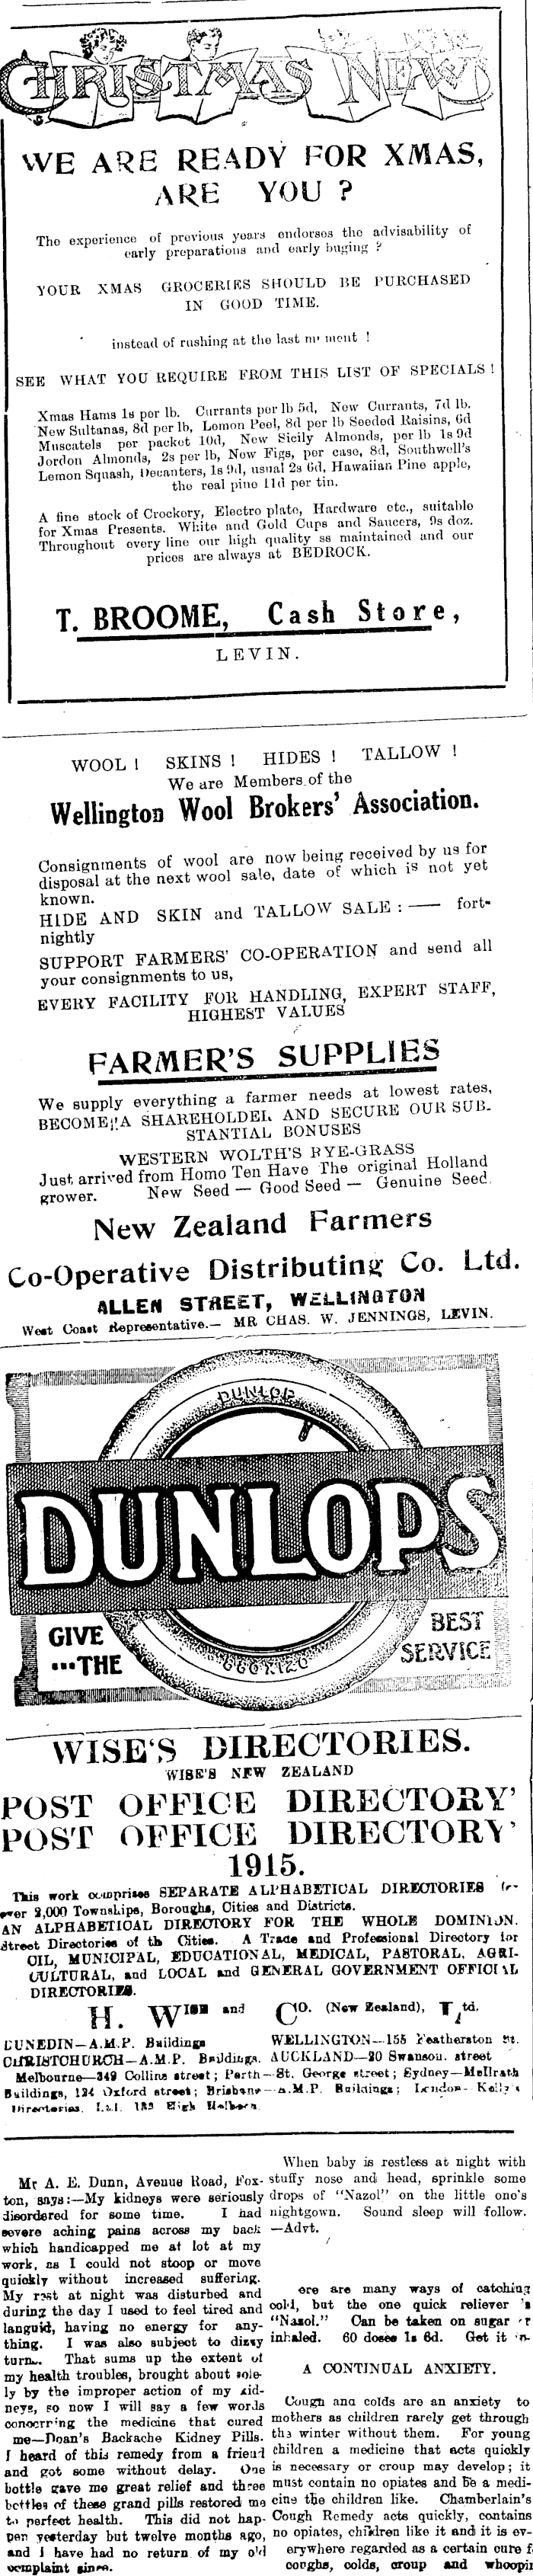 CHRISTMAS NEWS
WE ARE READY FOR XMAS,
ARE YOU ?
The experience of previous years endorses the advisability of
early preparations and early buging ?
YOUR XMAS GROCERIES SHOULD BE PURCHASED
IN GOOD TIME.
instead of rushing at the last ment !
SEE WHAT YOU REQUIRE FROM THIS LIST OF SPECIALS !
Xmas Hams 1s per lb. Currants per lb 5d, New Currants, 7d lb.
New Sultanas, 8d per lb, Lemon Peel, 8d per lb Seeded Raisins, 6d
Muscatels per packet 10d, New Sicily Almonds, per lb 1s 9d
Jordon Almonds, 2s per lb, New Figs, per case, 8d, Southwell's
Lemon Squash, Decanters, 1s 9d, usual 2s 6d, Hawaiian Pine apple,
the real pine 11d per tin.
A fine stock of Crockery, Electro plate, Hardware etc., suitable
for Xmas Presents. White and Gold Cups and Saucers, 9s doz.
Throughout every line our high quality ss maintained and our
prices are always at BEDROCK.
T. BROOME, Cash Store,
LEVIN.
WOOL ! SKINS ! HIDES ! TALLOW !
We are Members of the
Wellington Wool Brokers' Association.
Consignments of wool are now being received by us for
disposal at the next wool sale, date of which is not yet
known.
HIDE AND SKIN and TALLOW SALE : — fort-
nightly
SUPPORT FARMERS' CO-OPERATION and send all
your consignments to us,
EVERY FACILITY FOR HANDLING, EXPERT STAFF,
HIGHEST VALUES
FARMER'S SUPPLIES
We supply everything a farmer needs at lowest rates,
BECOME A SHAREHOLDER AND SECURE OUR SUB-
STANTIAL BONUSES
WESTERN WOLTH'S RYE-GRASS
Just arrived from Homo Ten Have The original Holland
grower. New Seed — Good Seed — Genuine Seed.
New Zealand Farmers
Co-Operative Distributing Co. Ltd.
ALLEN STREET, WELLINGTON
West Coast Representative.— MR CHAS. W. JENNINGS, LEVIN.
DUNLOP
DUNLOPS
GIVE
...THE
BEST
SERVICE
WISE'S DIRECTORIES.
WISE'S NEW ZEALAND
POST OFFICE DIRECTORY'
POST OFFICE DIRECTORY'
1915.
This work comprises SEPARATE ALPHABETICAL DIRECTORIES
over 2,000 Townships, Boroughs, Cities and Districts.
AN ALPHABETICAL DIRECTORY FOR THE WHOLE DOMINION.
Street Directories of th Cities. A Trade and Professional Directory for
OIL, MUNICIPAL, EDUCATIONAL, MEDICAL, PASTORAL, AGRI-
CULTURAL, and LOCAL and GENERAL GOVERNMENT OFFICIAL
DIRECTORIES.
H. WISE and CO. (New Zealand), Ltd.
DUNEDIN—A.M.P. Buildings WELLINGTON—155 Featherston St.
CHRISTCHURCH—A.M.P. Buildings. AUCKLAND—20 Swanson. street
Melbourne—349 Collins street; Perth—St. George street; Sydney—McIlrath
Buildings, 124 Oxford street; Brisbane—A.M.P. Buildings; London—Kelly's
Directories, Ltd. 182 High Holborn.
Mr A. E. Dunn, Avenue Road, Fox-
ton, says:—My kidneys were seriously
disordered for some time. I had
severe aching pains across my back
which handicapped me at lot at my
work, as I could not stoop or move
quickly without increased suffering.
My rest at night was disturbed and
during the day I used to feel tired and
languid, having no energy for any-
thing. I was also subject to dizzy
turns. That sums up the extent of
my health troubles, brought about sole-
ly by the improper action of my kid-
neys, so now I will say a few words
concerning the medicine that cured
me—Doan's Backache Kidney Pills.
I heard of this remedy from a friend
and got some without delay. One
bottle gave me great relief and three
bottles of these grand pills restored me
to perfect health. This did not hap-
pen yesterday but twelve months ago,
and I have had no return of my old
complaint since.
When baby is restless at night with
stuffy nose and head, sprinkle some
drops of "Nazol" on the little one's
nightgown. Sound sleep will follow.
—Advt.
ere are many ways of catching
cold, but the one quick reliever 's
"Nazol." Can be taken on sugar
inhaled. 60 doses 1s 6d. Get it
A CONTINUAL ANXIETY.
Cough and colds are an anxiety to
mothers as children rarely get through
the winter without them. For young
children a medicine that acts quickly
is necessary or croup may develop; it
must contain no opiates and be a medi-
cine the children like. Chamberlain's
Cough Remedy acts quickly, contains
no opiates, children like it and it is ev-
erywhere regarded as a certain cure f
coughs, colds, croup and whoopi